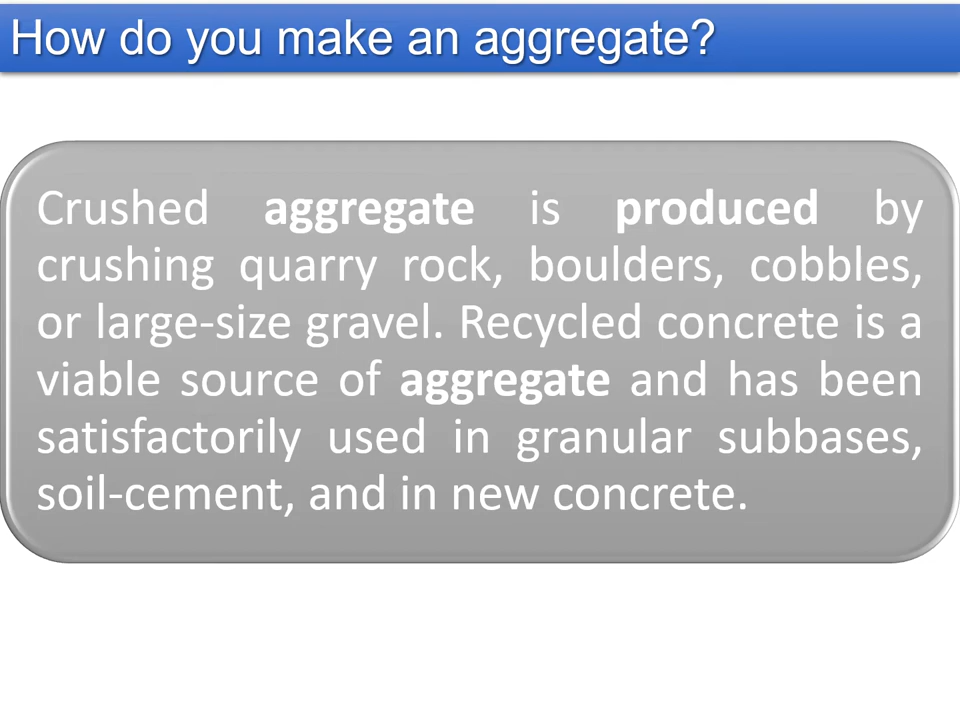 How do you make an aggregate?
Crushed aggregate is produced by
crushing quarry rock, boulders, cobbles,
or large-size gravel. Recycled concrete is a
viable source of aggregate and has been
satisfactorily used in granular subbases,
soil-cement, and in new concrete.